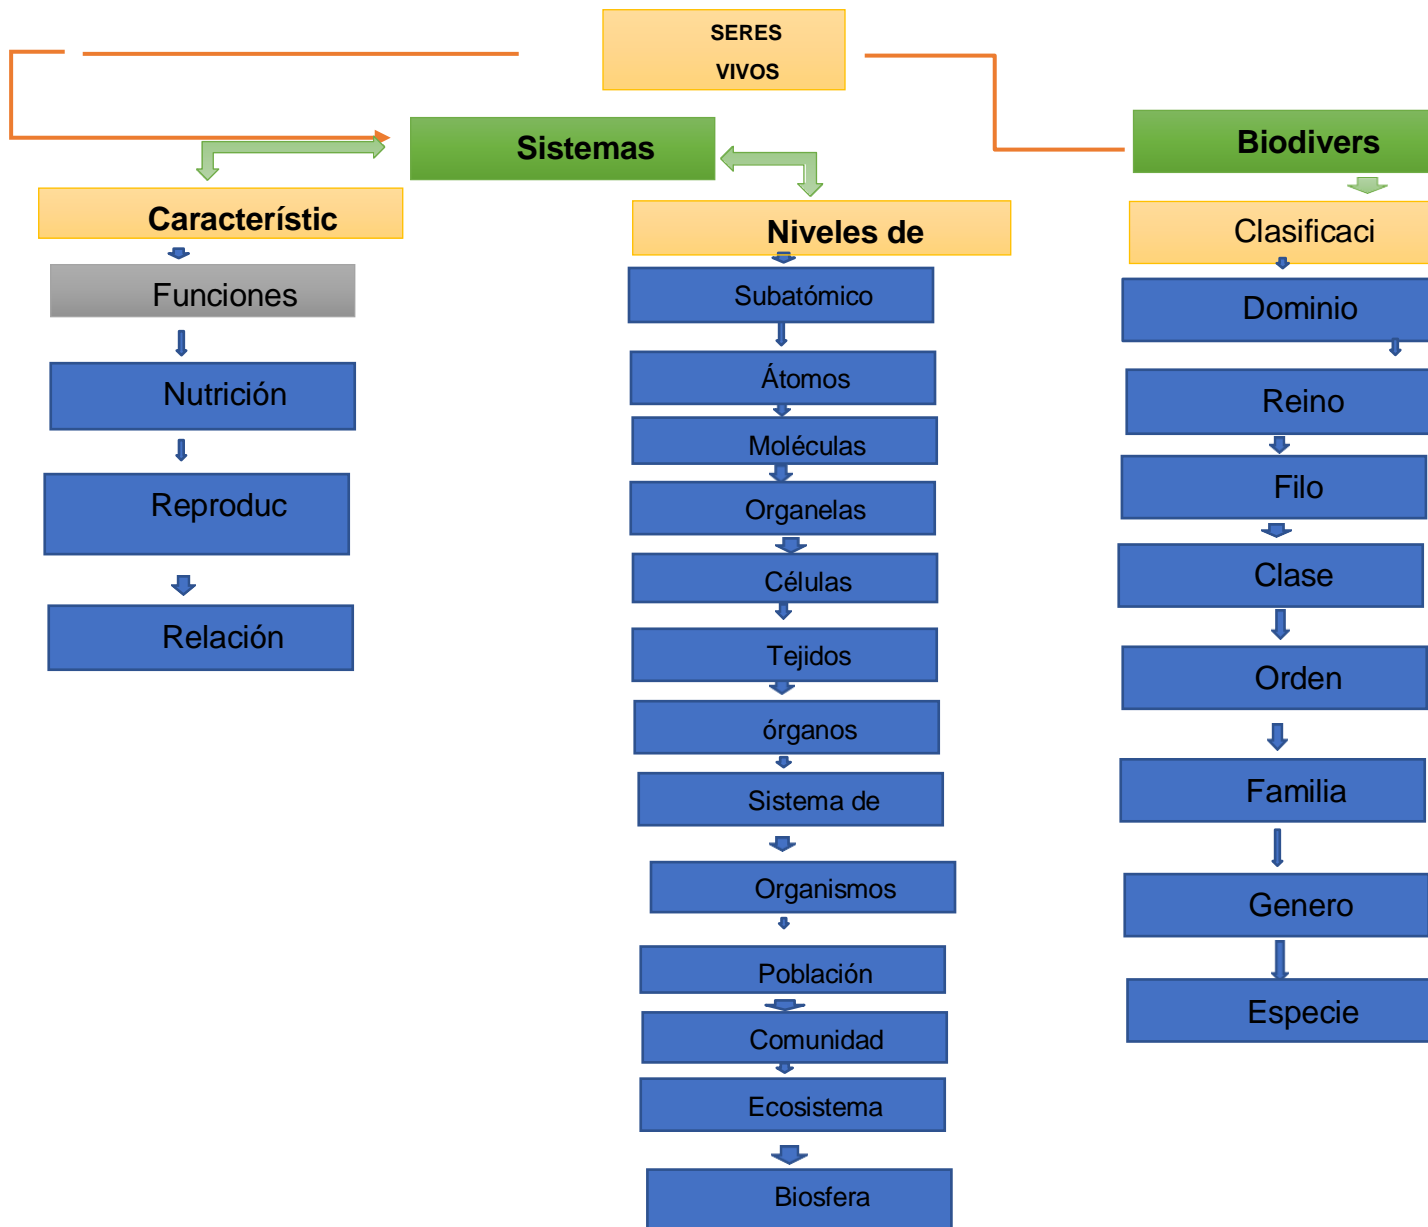 SERES
VIVOS
Sistemas
Biodivers
Característic
Niveles de
Clasificaci
Funciones
Nutrición
Reproduc
Relación
Subatómico
Átomos
Moléculas
Organelas
Células
Tejidos
órganos
Sistema de
Organismos
Población
Comunidad
Ecosistema
Biosfera
Dominio
Reino
Filo
Clase
Orden
Familia
Genero
Especie